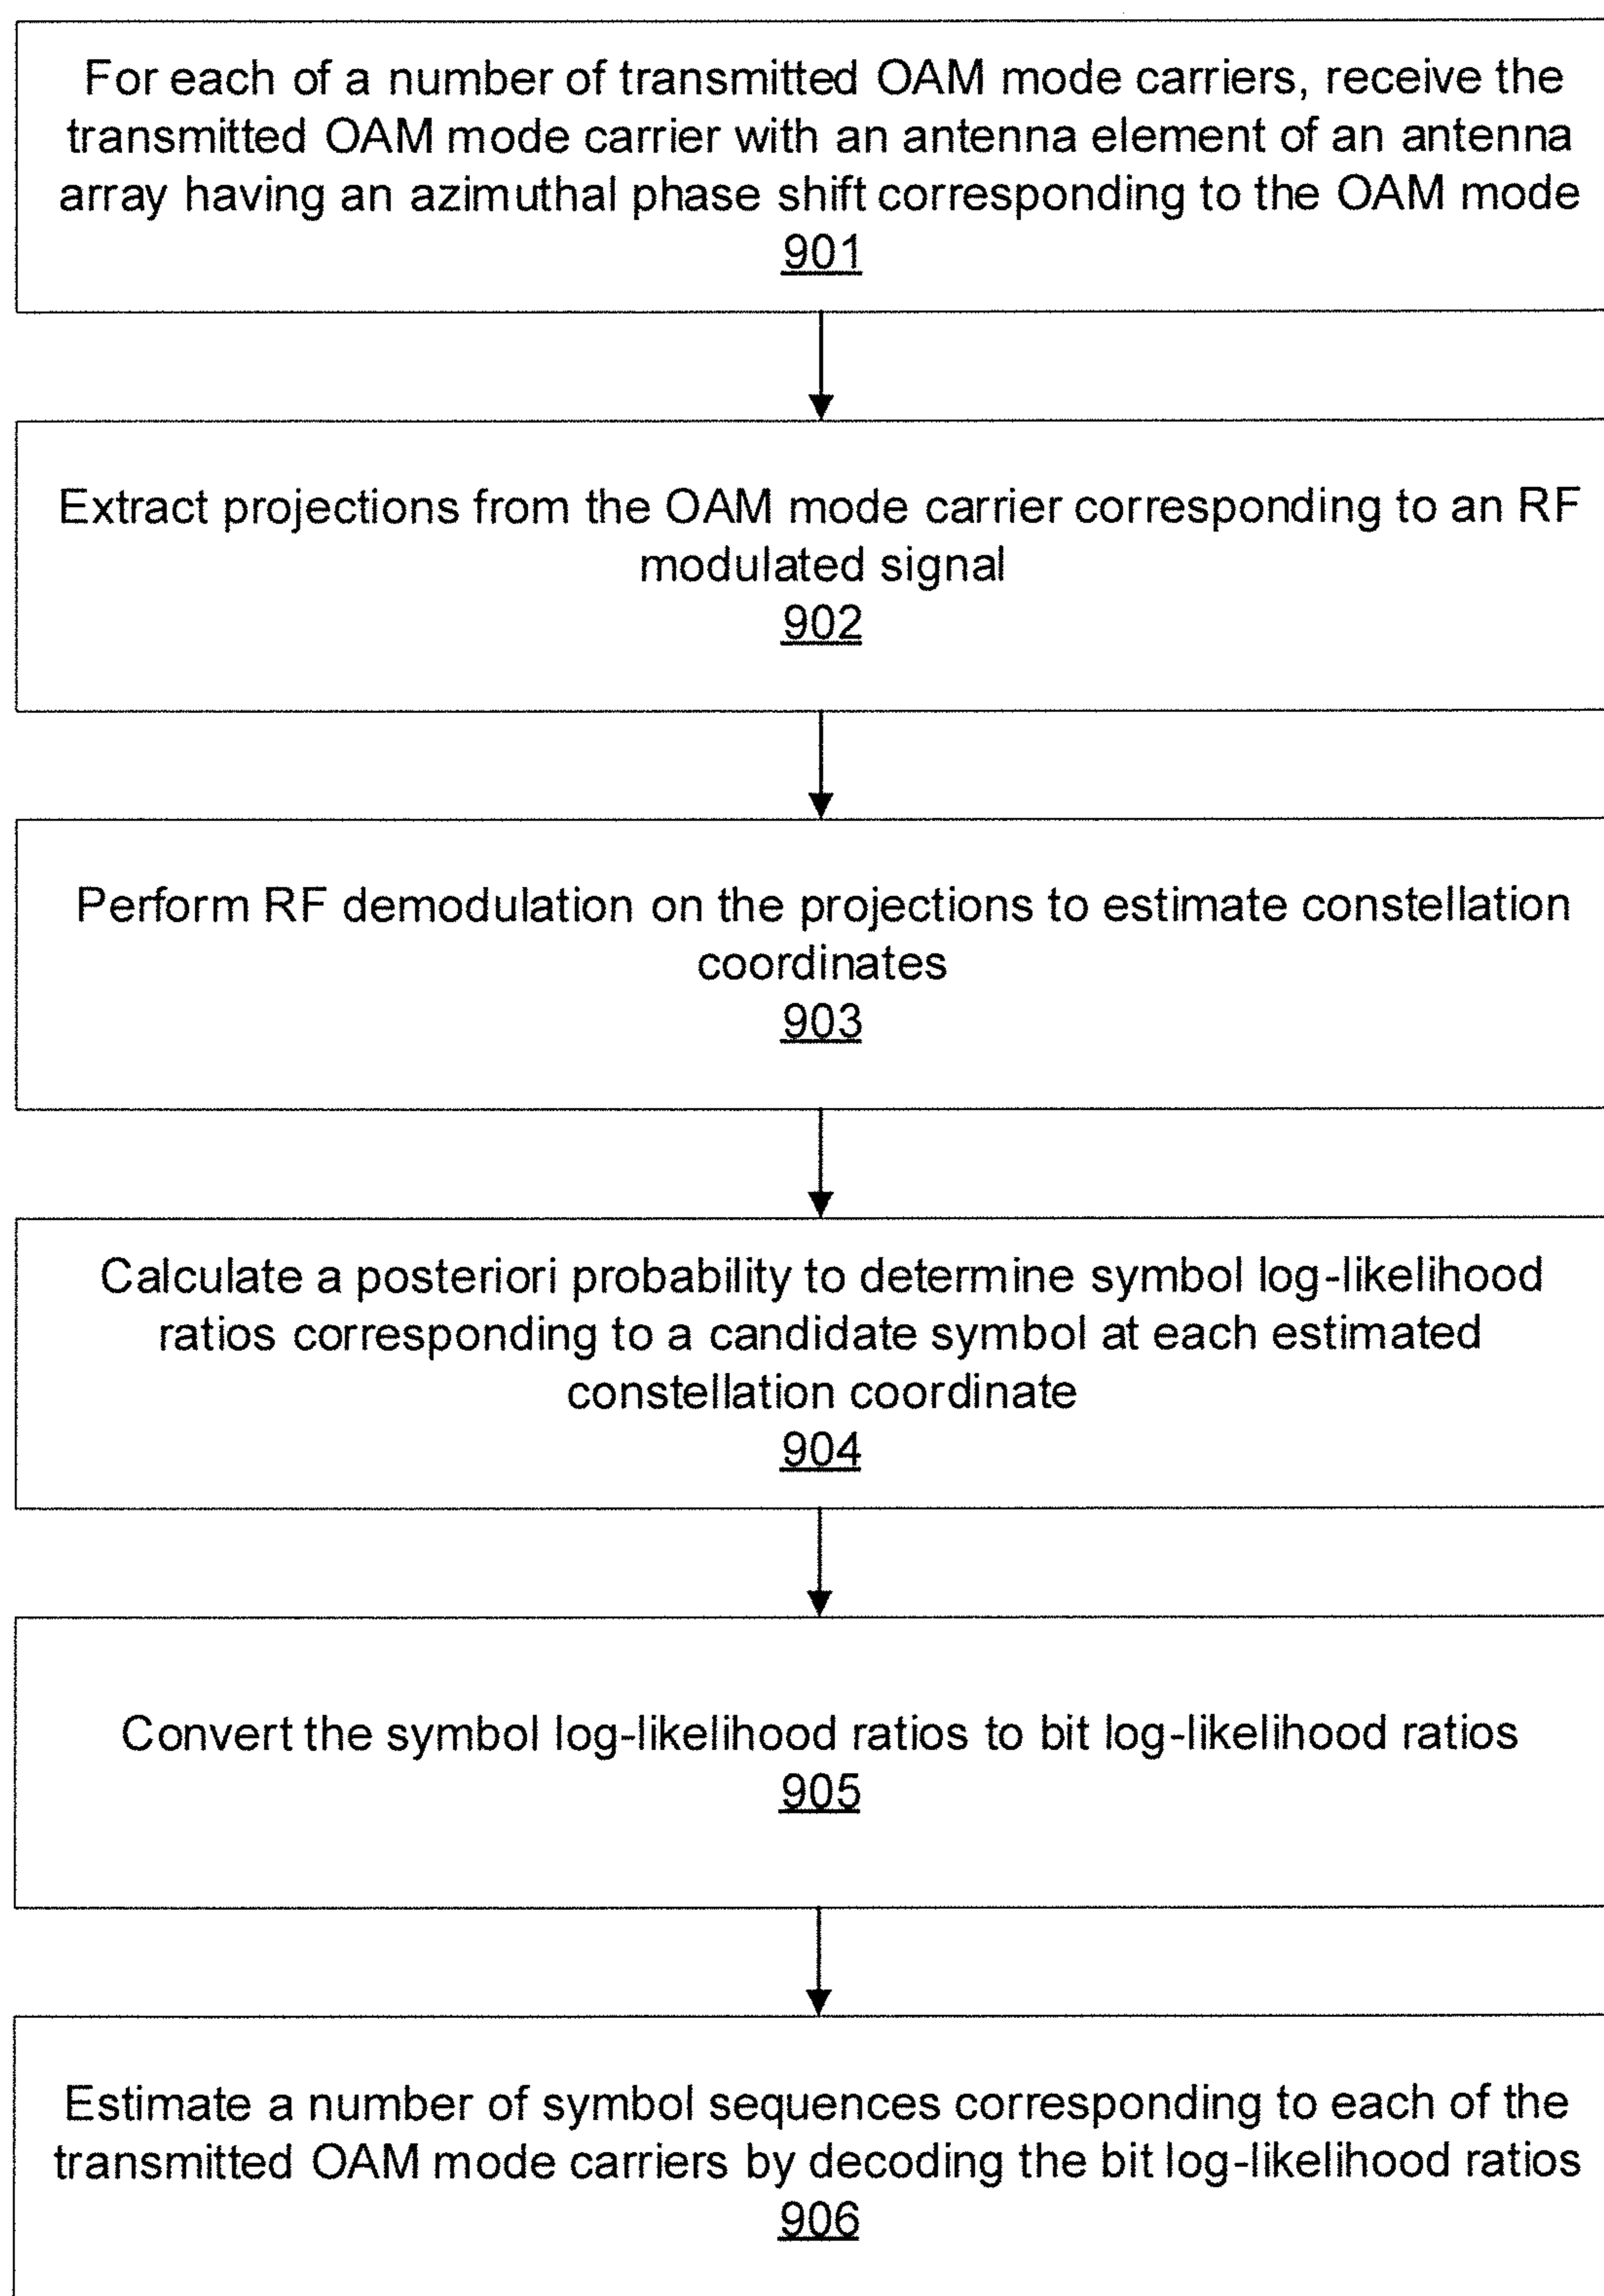 For each of a number of transmitted OAM mode carriers, receive the
transmitted OAM mode carrier with an antenna element of an antenna
array having an azimuthal phase shift corresponding to the OAM mode
901
Extract projections from the OAM mode carrier corresponding to an RF
modulated signal
902
Perform RF demodulation on the projections to estimate constellation
coordinates
903
Calculate a posteriori probability to determine symbol log-likelihood
ratios corresponding to a candidate symbol at each estimated
constellation coordinate
904
Convert the symbol log-likelihood ratios to bit log-likelihood ratios
905
Estimate a number of symbol sequences corresponding to each of the
transmitted OAM mode carriers by decoding the bit log-likelihood ratios
906